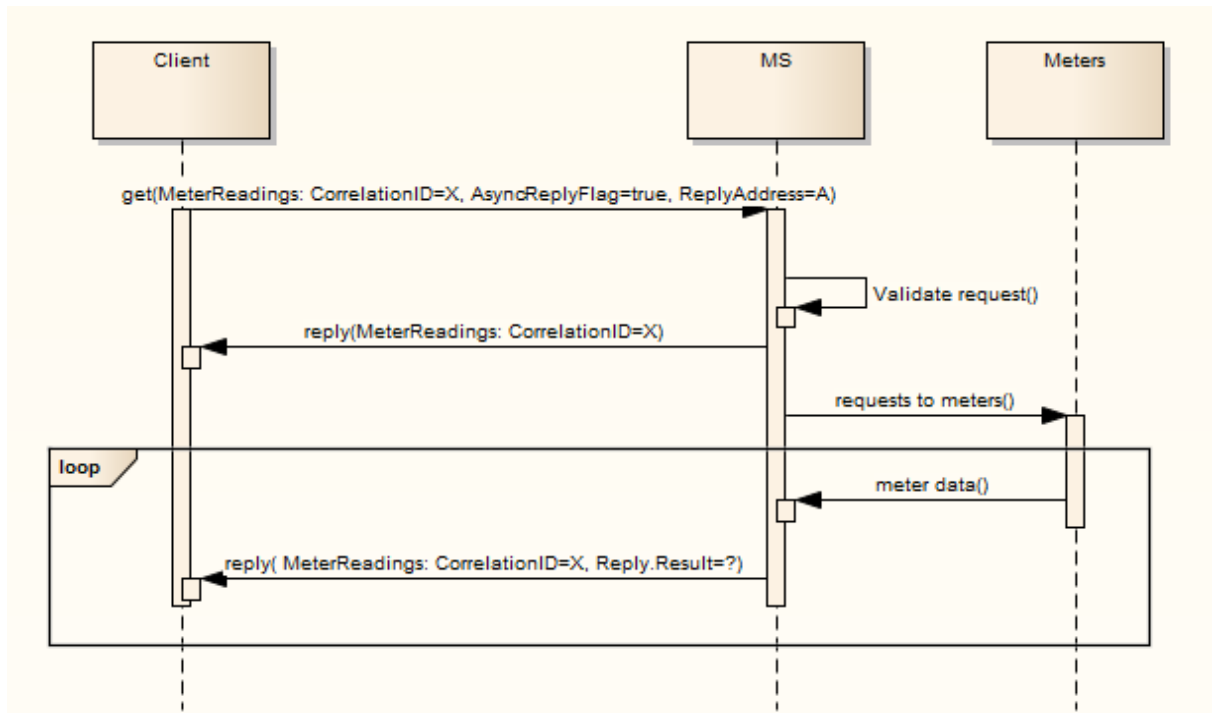 Client
MS
Meters
get(MeterReadings: CorrelationID=X, AsyncReplyFlag=true, ReplyAddress=A)
Validate request()
reply(MeterReadings: CorrelationID=X)
requests to meters()
loop
meter data()
reply( MeterReadings: CorrelationID=X, Reply.Result=?)